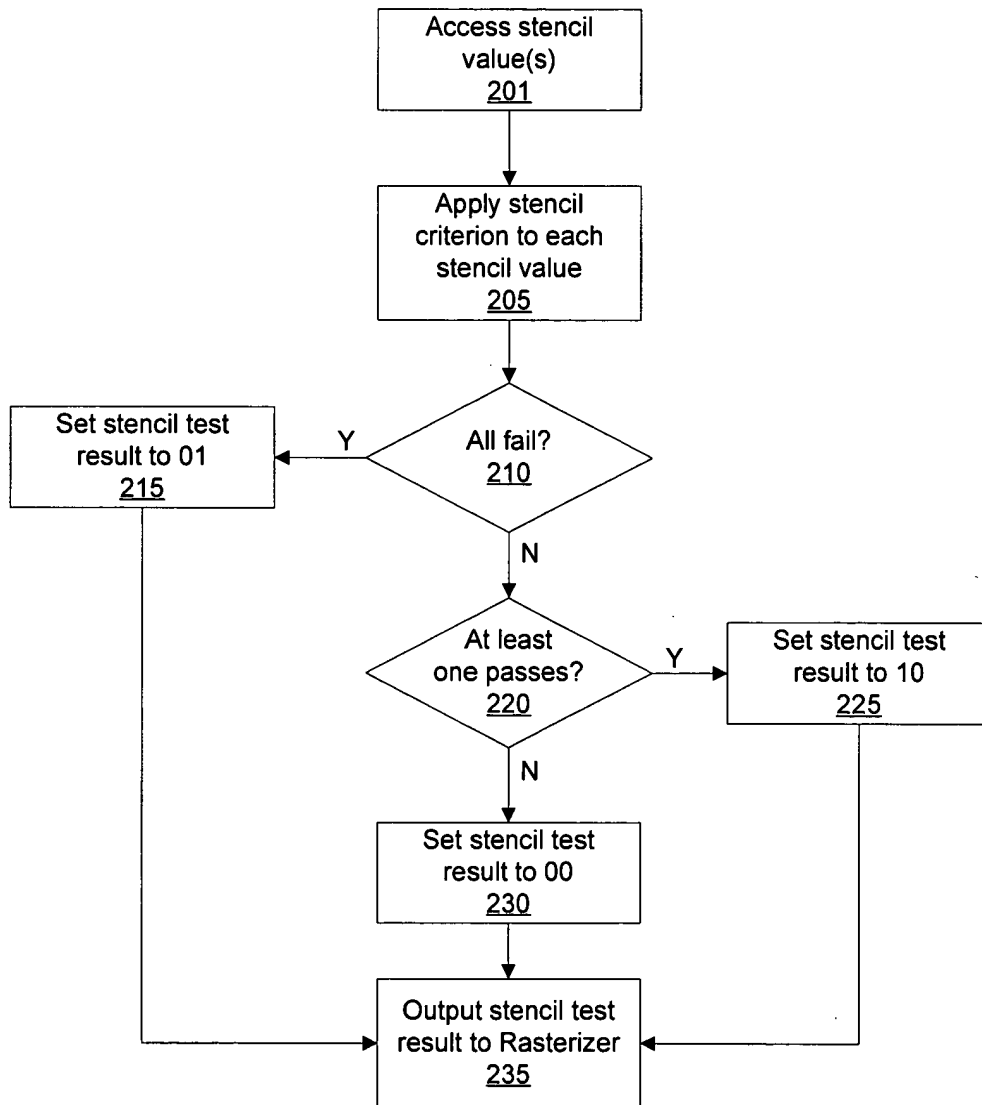 Access stencil
value(s)
201
Apply stencil
criterion to each
stencil value
205
Set stencil test
result to 01
215
Y
All fail?
210
N
At least
one passes?
220
Y
Set stencil test
result to 10
225
N
Set stencil test
result to 00
230
Output stencil test
result to Rasterizer
235